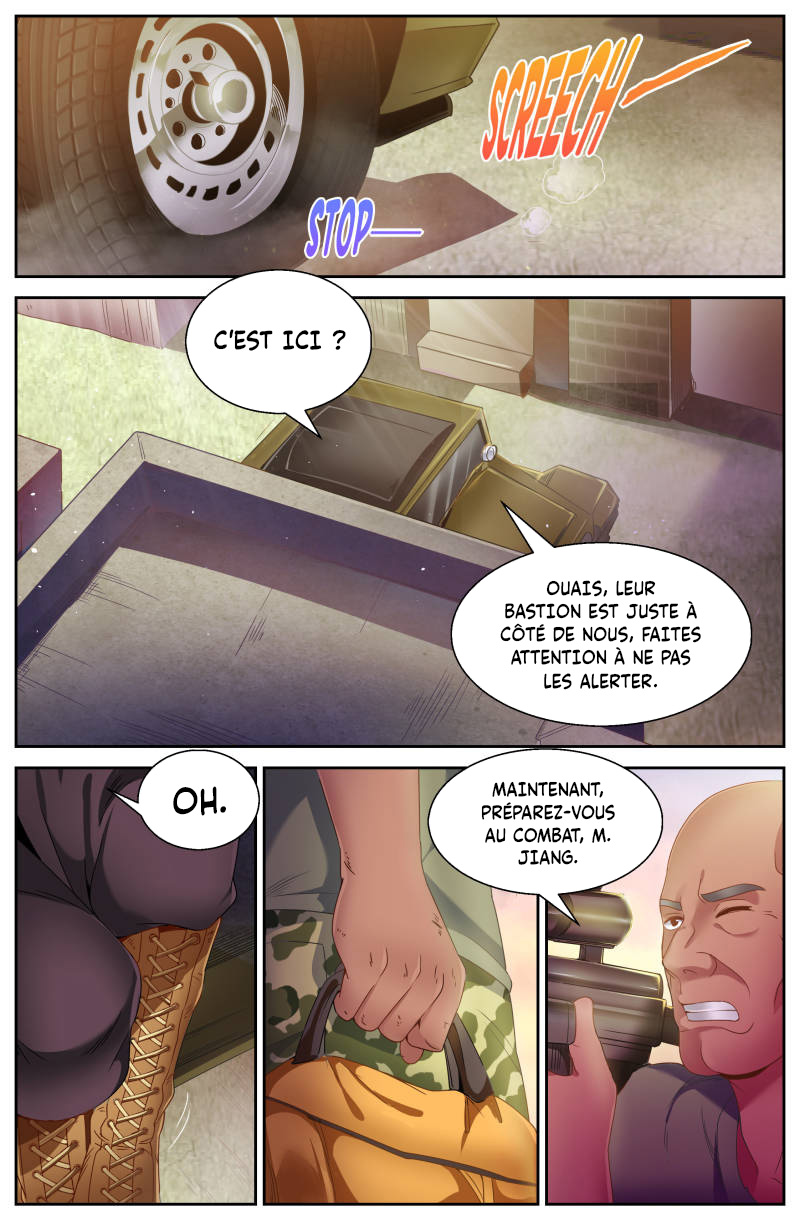 SCREECH
STOP
C'EST ICI ?
OUAIS, LEUR
BASTION EST JUSTE À
CÔTÉ DE NOUS, FAITES
ATTENTION À NE PAS
LES ALERTER.
OH.
MAINTENANT,
PRÉPAREZ-VOUS
AU COMBAT, M.
JIANG.